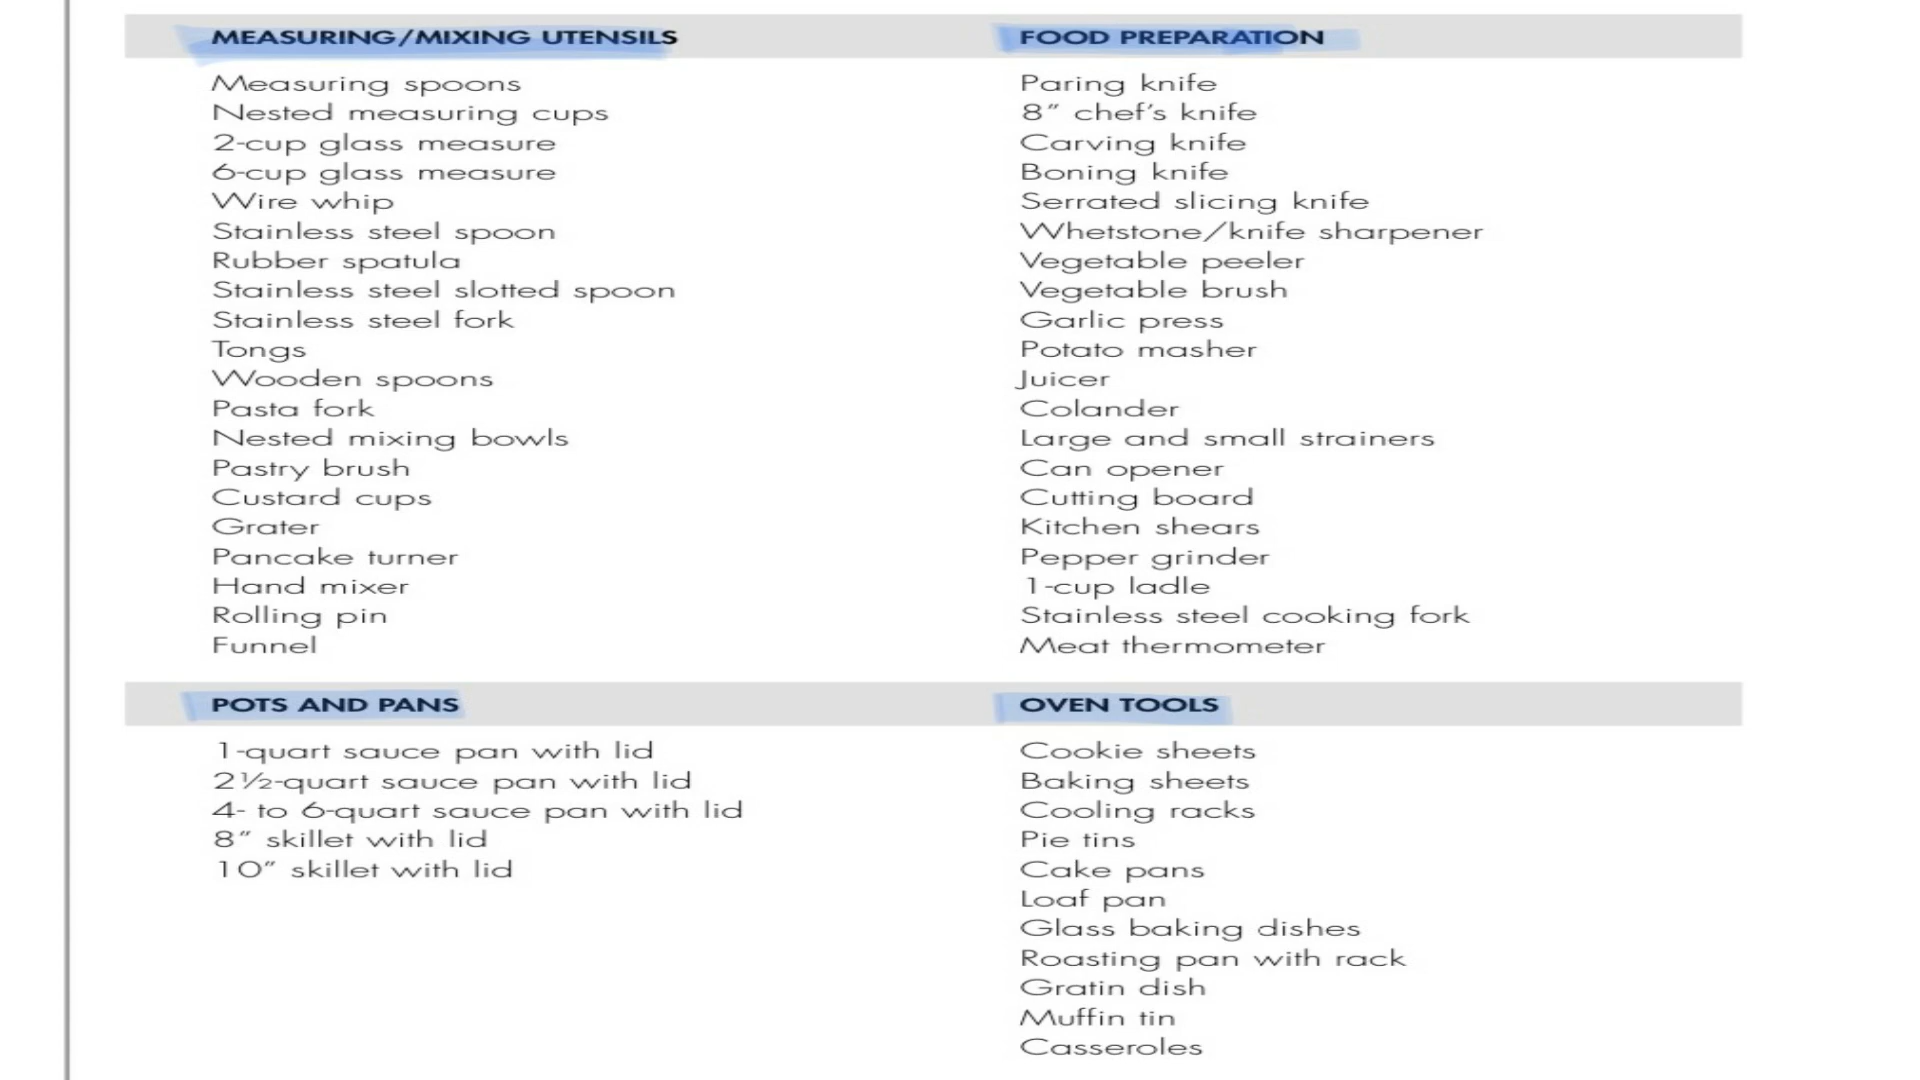 MEASURING/MIXING UTENSILS
Measuring spoons
Nested measuring cups
2-cup glass measure
6-cup glass measure
Wire whip
Stainless steel spoon
Rubber spatula
Stainless steel slotted spoon
Stainless steel fork
Tongs
Wooden spoons
Pasta fork
Nested mixing bowls
Pastry brush
Custard cups
Grater
Pancake turner
Hand mixer
Rolling pin
Funnel
FOOD PREPARATION
Paring knife
8″ chef’s knife
Carving knife
Boning knife
Serrated slicing knife
Whetstone/knife sharpener
Vegetable peeler
Vegetable brush
Garlic press
Potato masher
Juicer
Colander
Large and small strainers
Can opener
Cutting board
Kitchen shears
Pepper grinder
1-cup ladle
Stainless steel cooking fork
Meat thermometer
POTS AND PANS
1-quart sauce pan with lid
2½-quart sauce pan with lid
4- to 6-quart sauce pan with lid
8″ skillet with lid
10″ skillet with lid
OVEN TOOLS
Cookie sheets
Baking sheets
Cooling racks
Pie tins
Cake pans
Loaf pan
Glass baking dishes
Roasting pan with rack
Gratin dish
Muffin tin
Casseroles